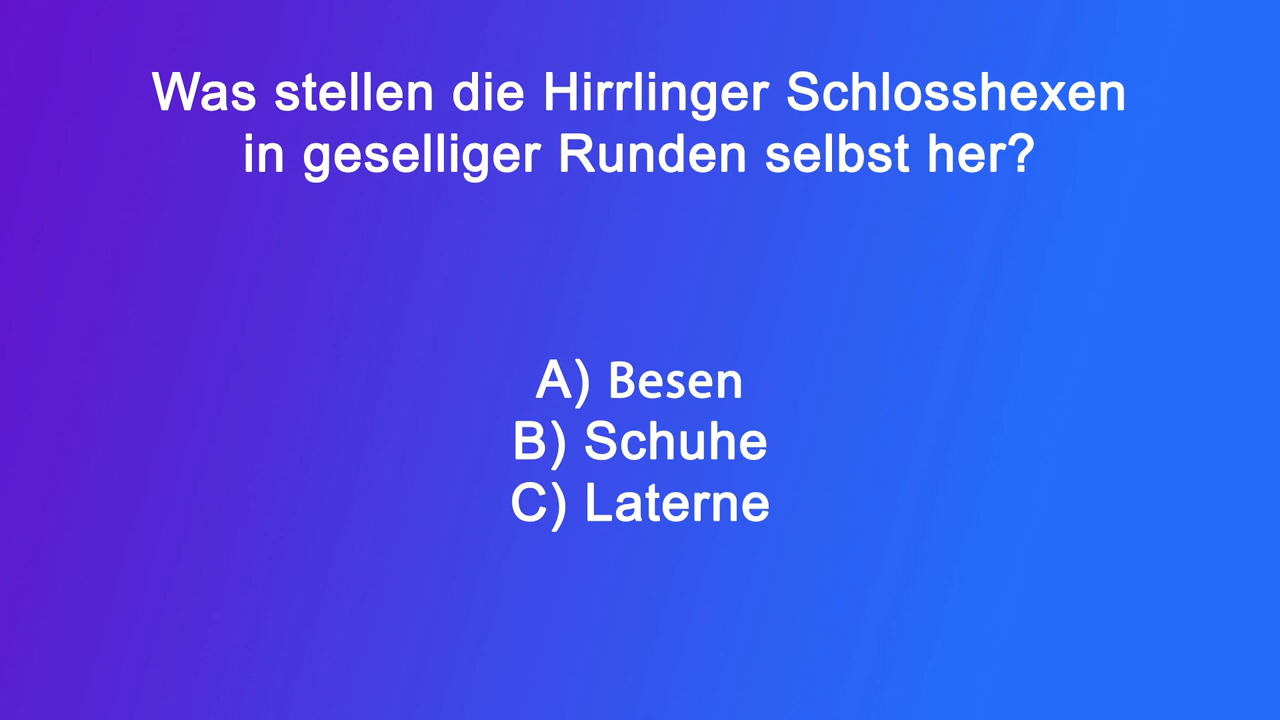 Was stellen die Hirrlinger Schlosshexen
in geselliger Runden selbst her?
A) Besen
B) Schuhe
C) Laterne